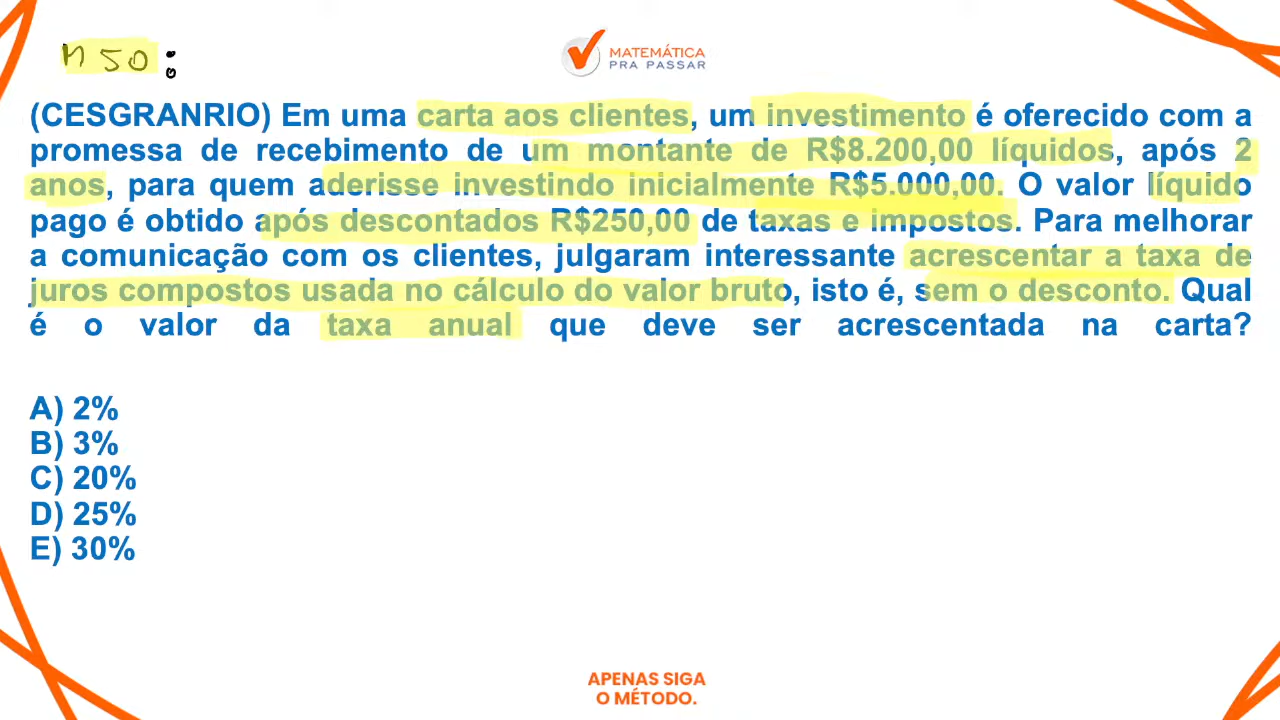 M50:
MATEMÁTICA
PRA PASSAR
(CESGRANRIO) Em uma carta aos clientes, um investimento é oferecido com a
promessa de recebimento de um montante de R$8.200,00 líquidos, após 2
anos, para quem aderisse investindo inicialmente R$5.000,00. O valor líquido
pago é obtido após descontados R$250,00 de taxas e impostos. Para melhorar
a comunicação com os clientes, julgaram interessante acrescentar a taxa de
juros compostos usada no cálculo do valor bruto, isto é, sem o desconto. Qual
é o valor da taxa anual que deve ser acrescentada na carta?
A) 2%
B) 3%
C) 20%
D) 25%
E) 30%
APENAS SIGA
O MÉTODO.